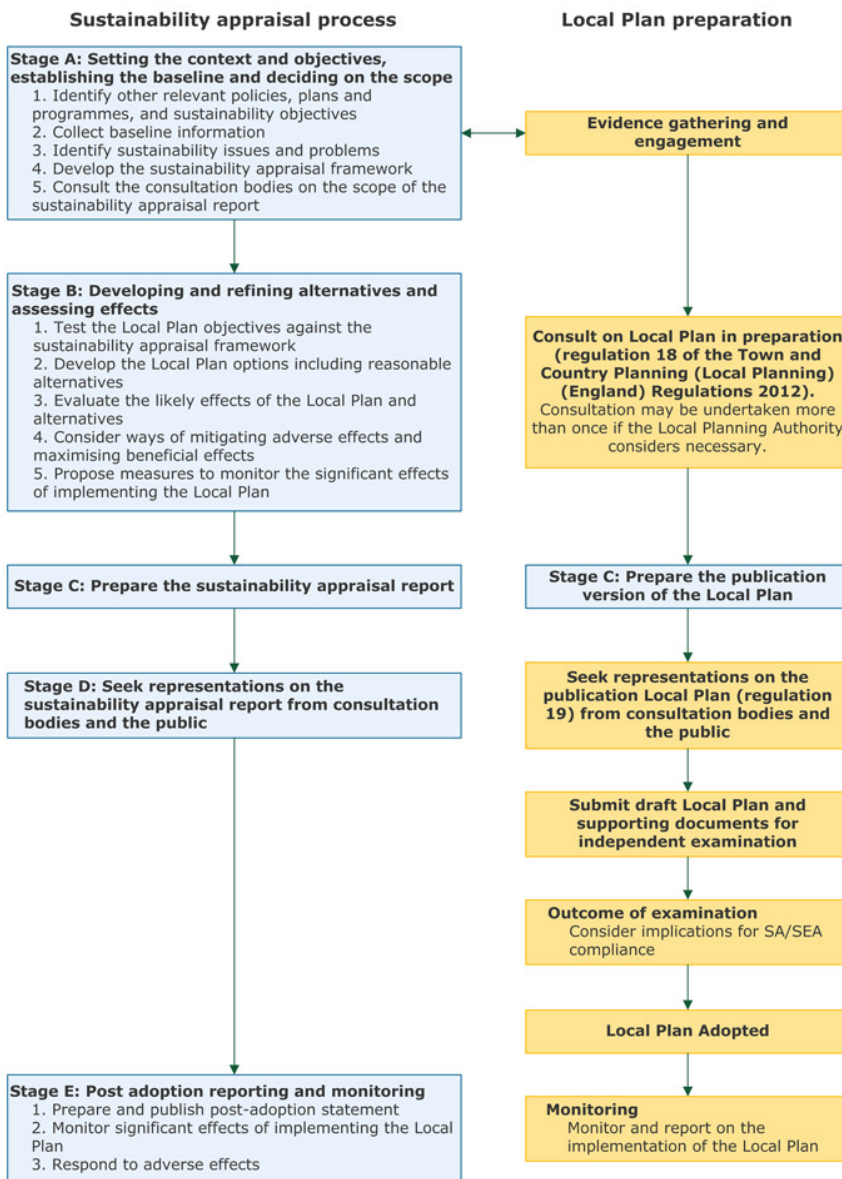 Sustainability appraisal process
Stage A: Setting the context and objectives,
establishing the baseline and deciding on the scope
1. Identify other relevant policies, plans and
programmes, and sustainability objectives
2. Collect baseline information
3. Identify sustainability issues and problems
4. Develop the sustainability appraisal framework
5. Consult the consultation bodies on the scope of the
sustainability appraisal report
Stage B: Developing and refining alternatives and
assessing effects
1. Test the Local Plan objectives against the
sustainability appraisal framework
2. Develop the Local Plan options including reasonable
alternatives
3. Evaluate the likely effects of the Local Plan and
alternatives
4. Consider ways of mitigating adverse effects and
maximising beneficial effects
5. Propose measures to monitor the significant effects
of implementing the Local Plan
Stage C: Prepare the sustainability appraisal report
Stage D: Seek representations on the
sustainability appraisal report from consultation
bodies and the public
Stage E: Post adoption reporting and monitoring
1. Prepare and publish post-adoption statement
2. Monitor significant effects of implementing the Local
Plan
3. Respond to adverse effects
Local Plan preparation
Evidence gathering and
engagement
Consult on Local Plan in preparation
(regulation 18 of the Town and
Country Planning (Local Planning)
(England) Regulations 2012).
Consultation may be undertaken more
than once if the Local Planning Authority
considers necessary.
Stage C: Prepare the publication
version of the Local Plan
Seek representations on the
publication Local Plan (regulation
19) from consultation bodies and
the public
Submit draft Local Plan and
supporting documents for
independent examination
Outcome of examination
Consider implications for SA/SEA
compliance
Local Plan Adopted
Monitoring
Monitor and report on the
implementation of the Local Plan